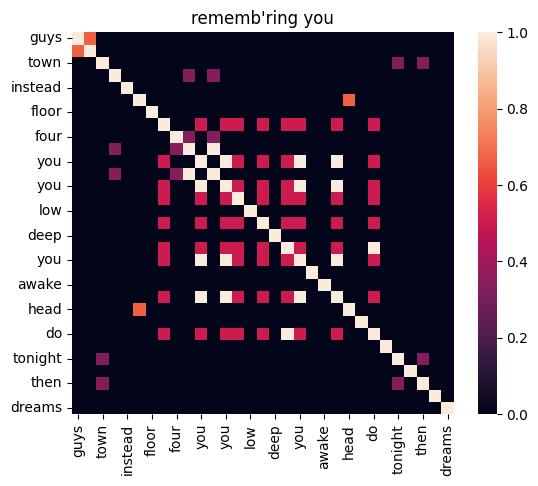 rememb'ring you
guys
town
instead
floor
four
you
you
low
deep
you
awake
head
do
tonight
then
dreams
guys
town
instead
floor
four
you
you
low
deep
you
awake
head
do
tonight
then
dreams
1.0
0.8
0.6
0.4
0.2
0.0